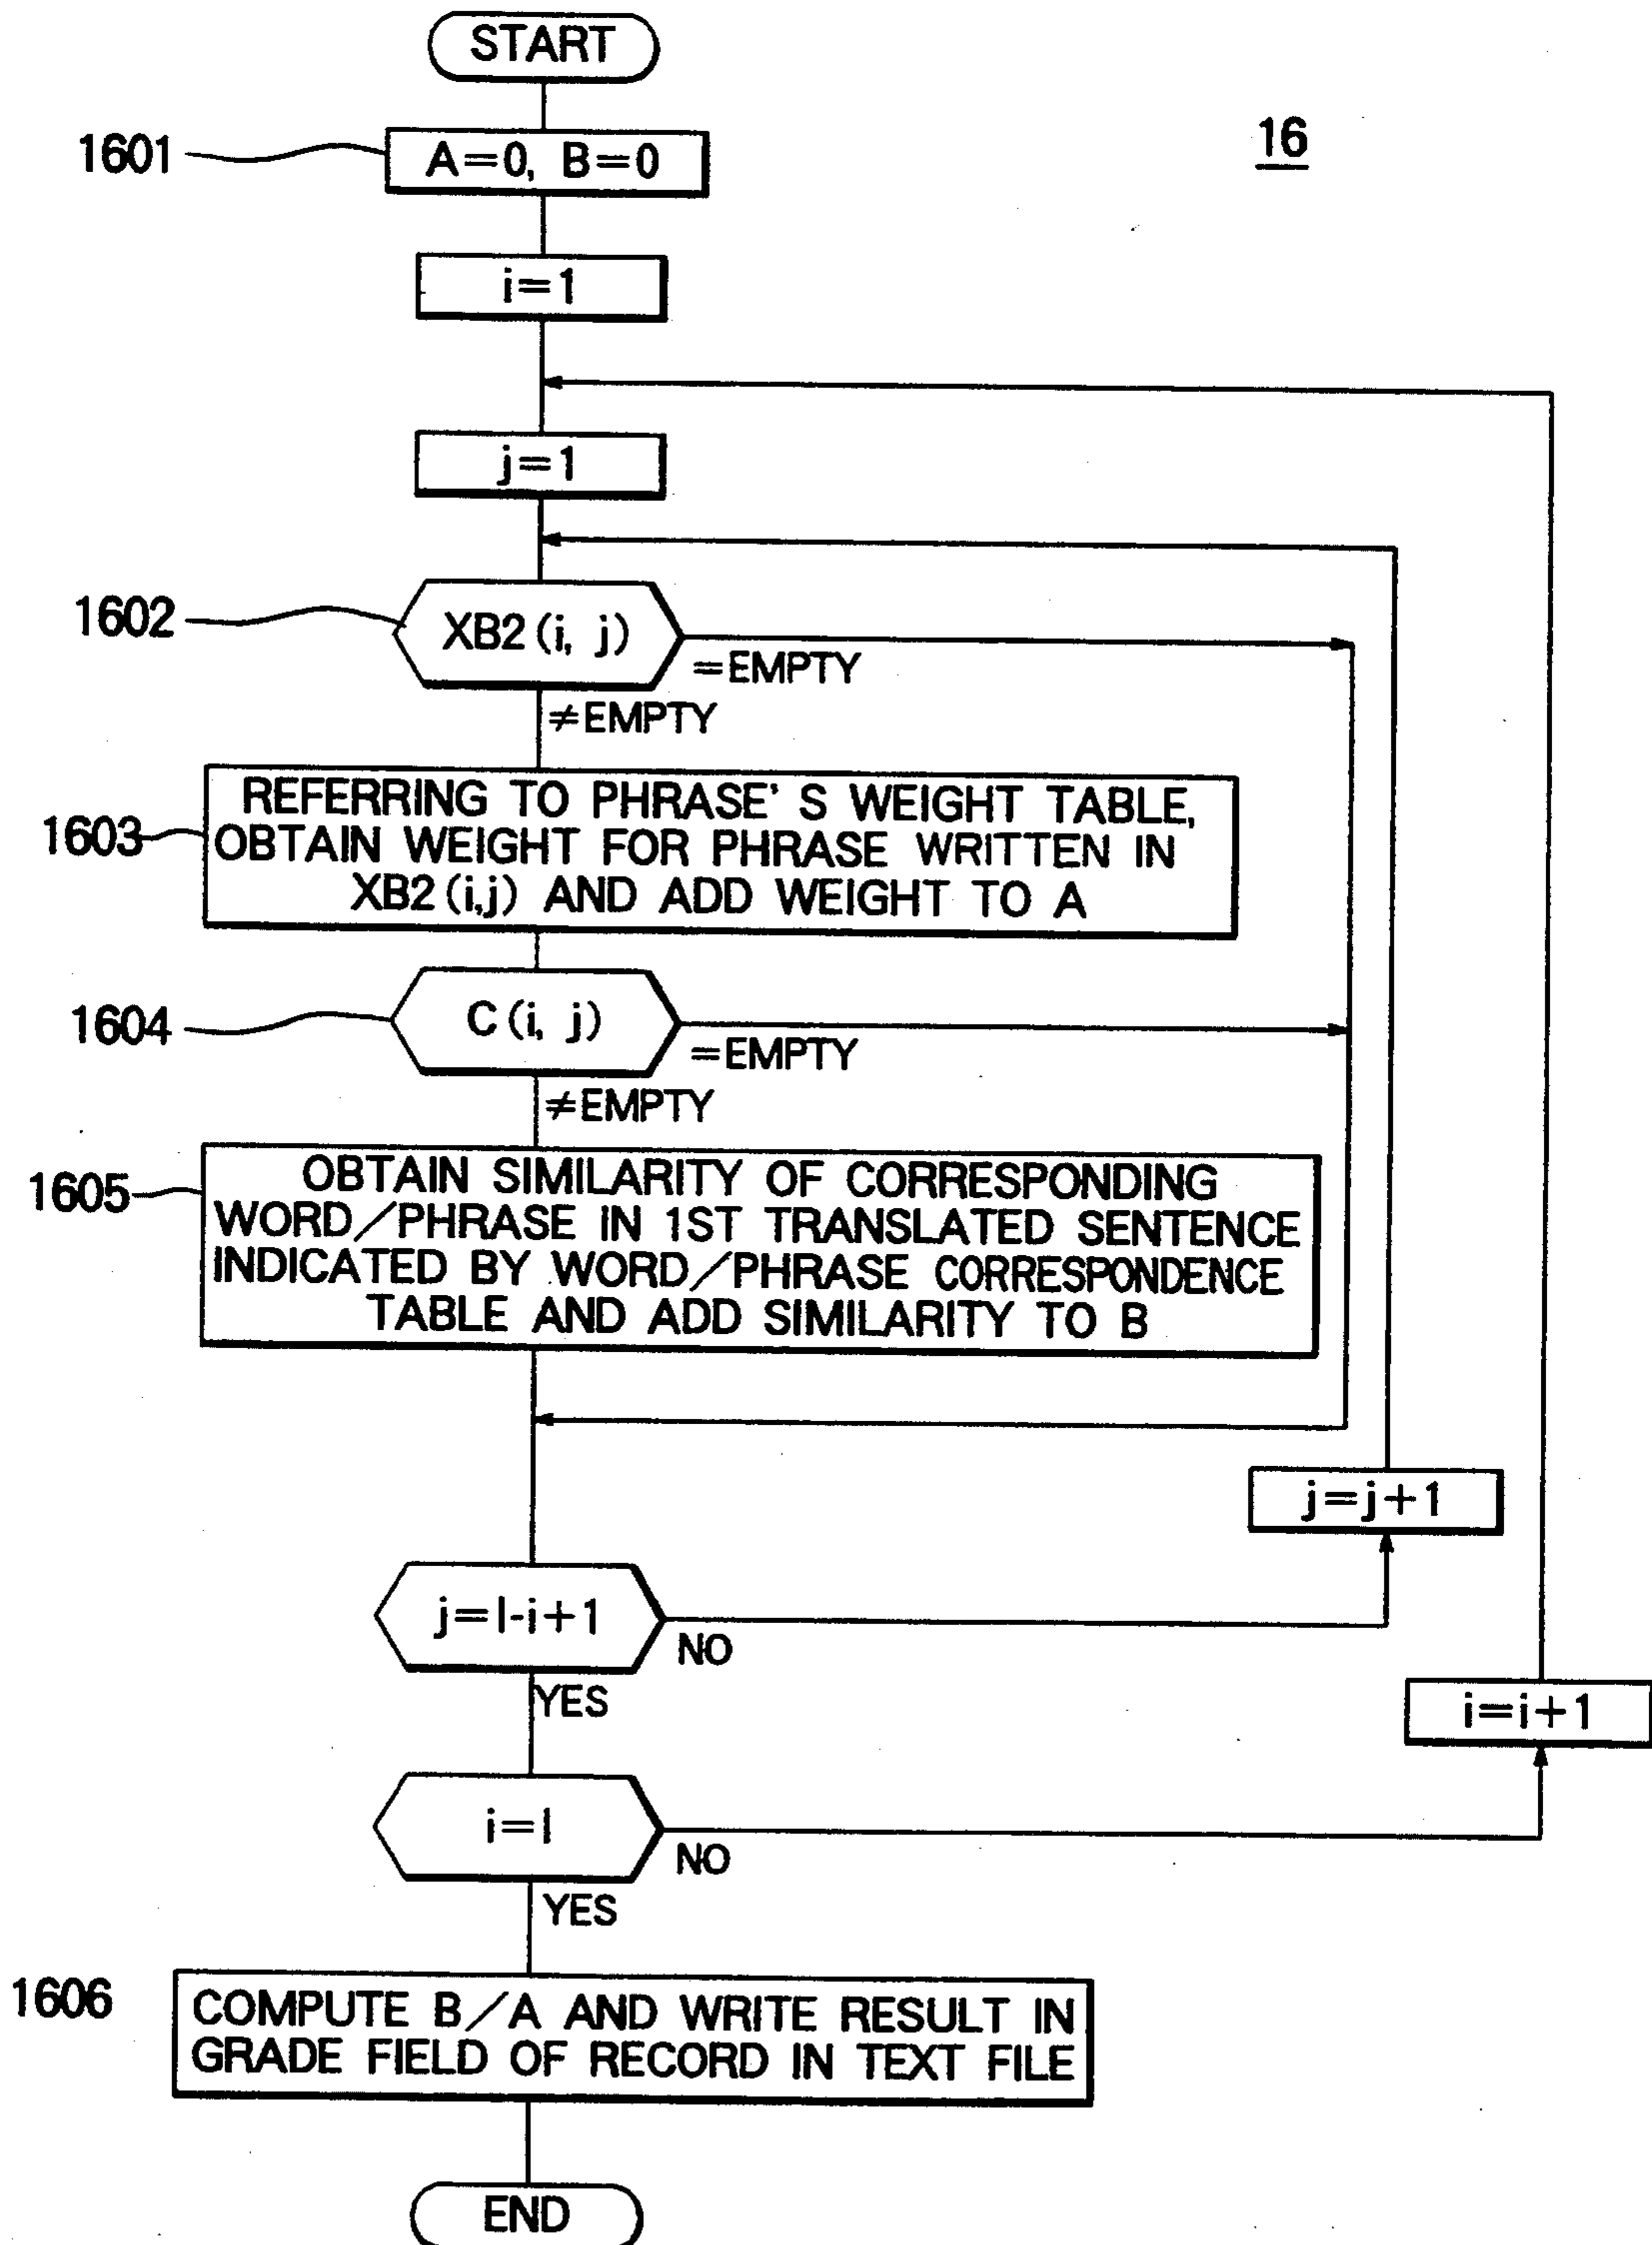 START
1601
A=0, B=0
16
i=1
j=1
1602
XB2(i, j)
=EMPTY
≠EMPTY
1603
REFERRING TO PHRASE'S WEIGHT TABLE,
OBTAIN WEIGHT FOR PHRASE WRITTEN IN
XB2(i,j) AND ADD WEIGHT TO A
1604
C(i, j)
=EMPTY
≠EMPTY
1605
OBTAIN SIMILARITY OF CORRESPONDING
WORD/PHRASE IN 1ST TRANSLATED SENTENCE
INDICATED BY WORD/PHRASE CORRESPONDENCE
TABLE AND ADD SIMILARITY TO B
j=j+1
j=I-i+1
NO
YES
i=i+1
i=I
NO
YES
1606
COMPUTE B/A AND WRITE RESULT IN
GRADE FIELD OF RECORD IN TEXT FILE
END